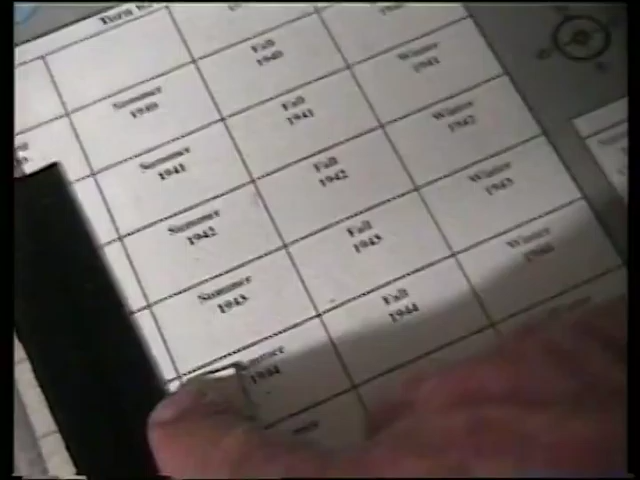 Turn
Fall
1940
Summer
1940
Winter
1941
Fall
1941
Summer
1941
Winter
1942
Fall
1942
Summer
1942
Winter
1943
Fall
1943
Summer
1943
Winter
Fall
1944
Summer
1944